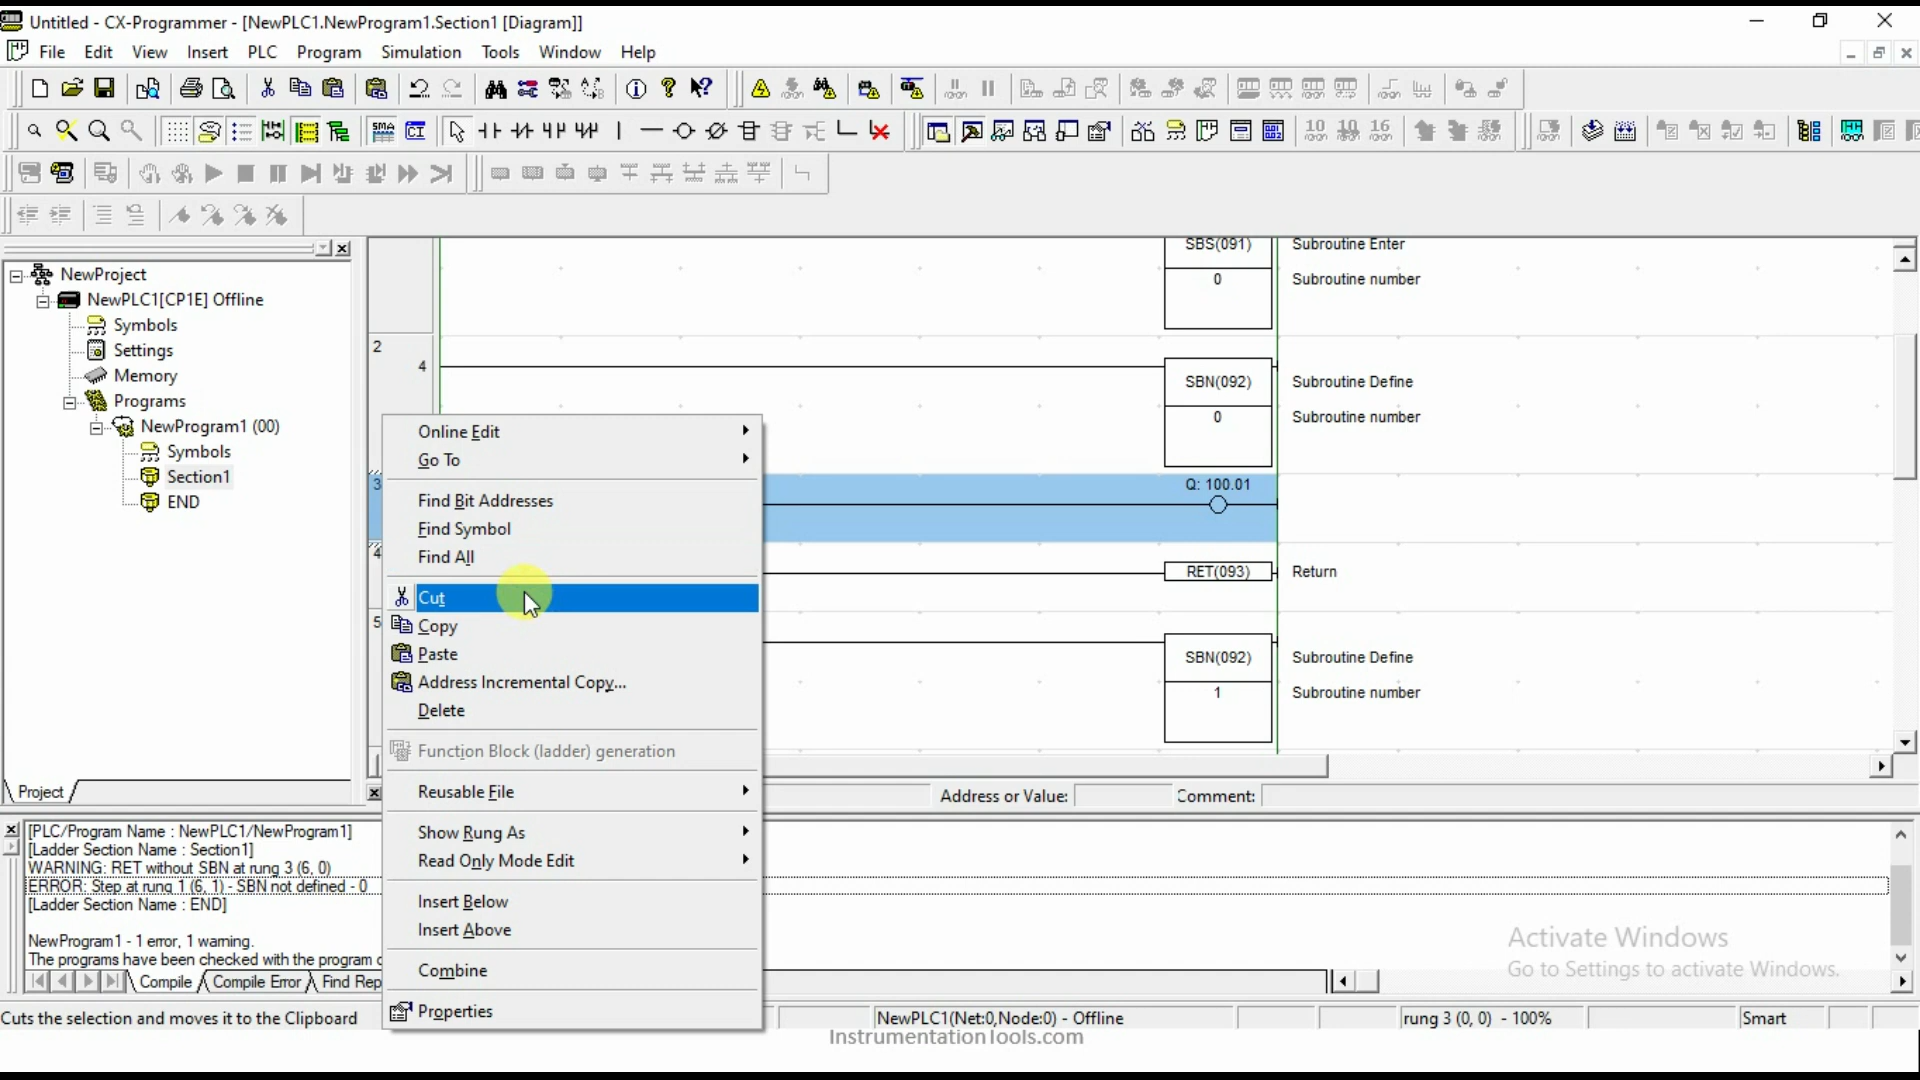 Untitled - CX-Programmer - [NewPLC1.NewProgram1.Section1 [Diagram]]
File Edit View Insert PLC Program Simulation Tools Window Help
SMA
CI
10 10 16
NewProject
NewPLC1[CP1E] Offline
Symbols
Settings
Memory
Programs
NewProgram1 (00)
Symbols
Section1
END
Project
SBS(091) Subroutine Enter
0 Subroutine number
2
4
SBN(092) Subroutine Define
0 Subroutine number
3
Q: 100.01
4
RET(093) Return
5
SBN(092) Subroutine Define
1 Subroutine number
Online Edit
Go To
Find Bit Addresses
Find Symbol
Find All
Cut
Copy
Paste
Address Incremental Copy...
Delete
Function Block (ladder) generation
Reusable File
Show Rung As
Read Only Mode Edit
Insert Below
Insert Above
Combine
Properties
Address or Value: Comment:
[PLC/Program Name : NewPLC1/NewProgram1]
[Ladder Section Name : Section1]
WARNING: RET without SBN at rung 3 (6, 0)
ERROR: Step at rung 1 (6, 1) - SBN not defined - 0
[Ladder Section Name : END]
NewProgram1 - 1 error, 1 warning.
The programs have been checked with the program
Compile Compile Error Find Rep
Activate Windows
Go to Settings to activate Windows.
Cuts the selection and moves it to the Clipboard NewPLC1(Net:0,Node:0) - Offline rung 3 (0, 0) - 100% Smart
InstrumentationTools.com